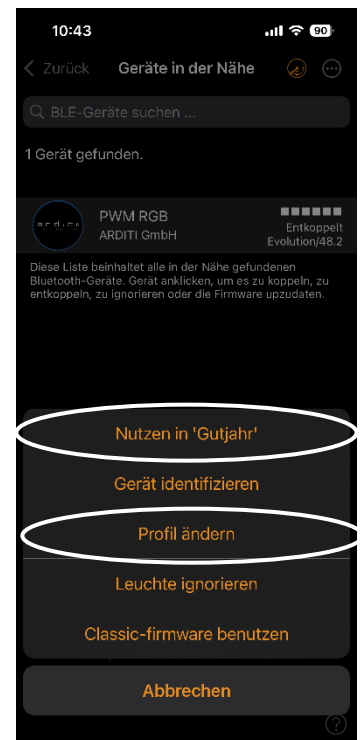 10:43
90
Zurück Geräte in der Nähe
BLE-Geräte suchen ...
1 Gerät gefunden.
PWM RGB
ARDITI GmbH
Entkoppelt
Evolution/48.2
Diese Liste beinhaltet alle in der Nähe gefundenen
Bluetooth-Geräte. Gerät anklicken, um es zu koppeln, zu
entkoppeln, zu ignorieren oder die Firmware upzudaten.
Nutzen in 'Gutjahr'
Gerät identifizieren
Profil ändern
Leuchte ignorieren
Classic-firmware benutzen
Abbrechen
?